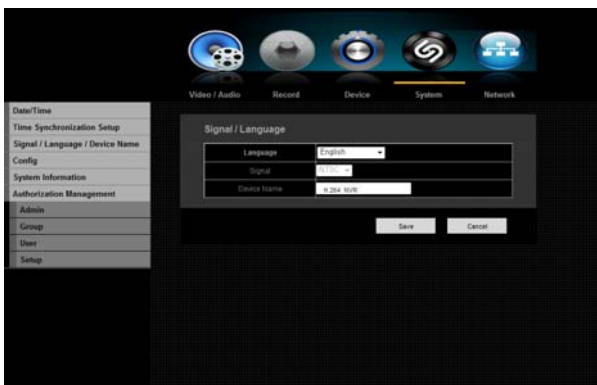 Video / Audio
Record
Device
System
Network
Date/Time
Time Synchronization Setup
Signal / Language / Device Name
Config
System Information
Authorization Management
Admin
Group
User
Setup
Signal / Language
Language
English
Signal
NTSC
Device Name
H.264 NVR
Save
Cancel